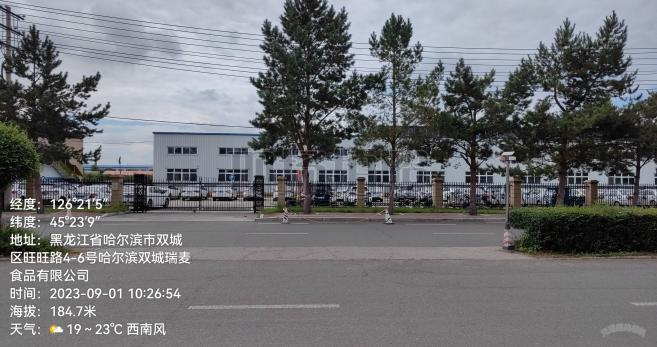 经度：126°21′5″
纬度：45°23′9″
地址：黑龙江省哈尔滨市双城
区旺旺路4-6号哈尔滨双城瑞麦
食品有限公司
时间：2023-09-01 10:26:54
海拔：184.7米
天气：19~23℃ 西南风